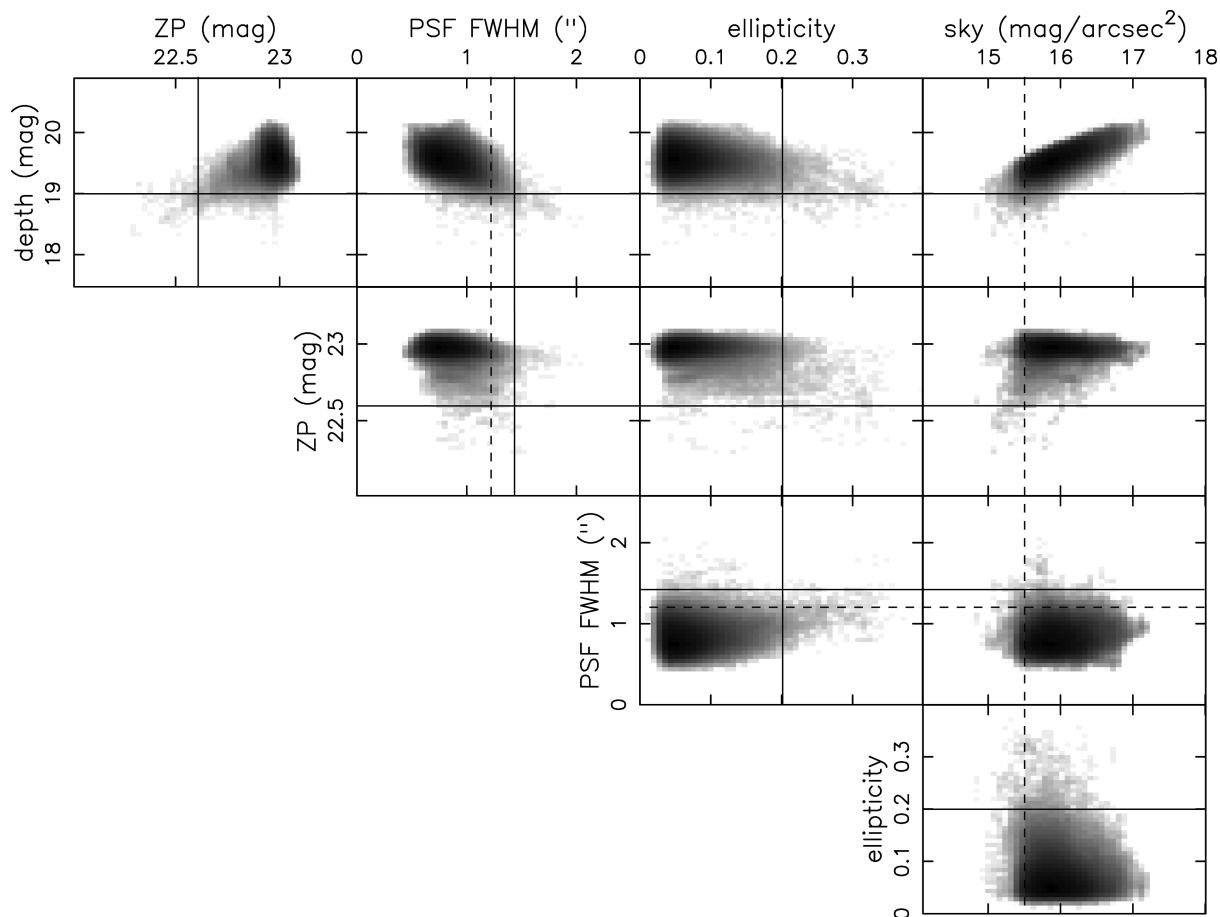 ZP (mag) PSF FWHM (") ellipticity sky (mag/arcsec²)
22.5 23 0 1 2 0 0.1 0.2 0.3 15 16 17 18
depth (mag)
20
19
18
ZP (mag)
23
22.5
PSF FWHM (")
2
1
0
ellipticity
0.3
0.2
0.1
0